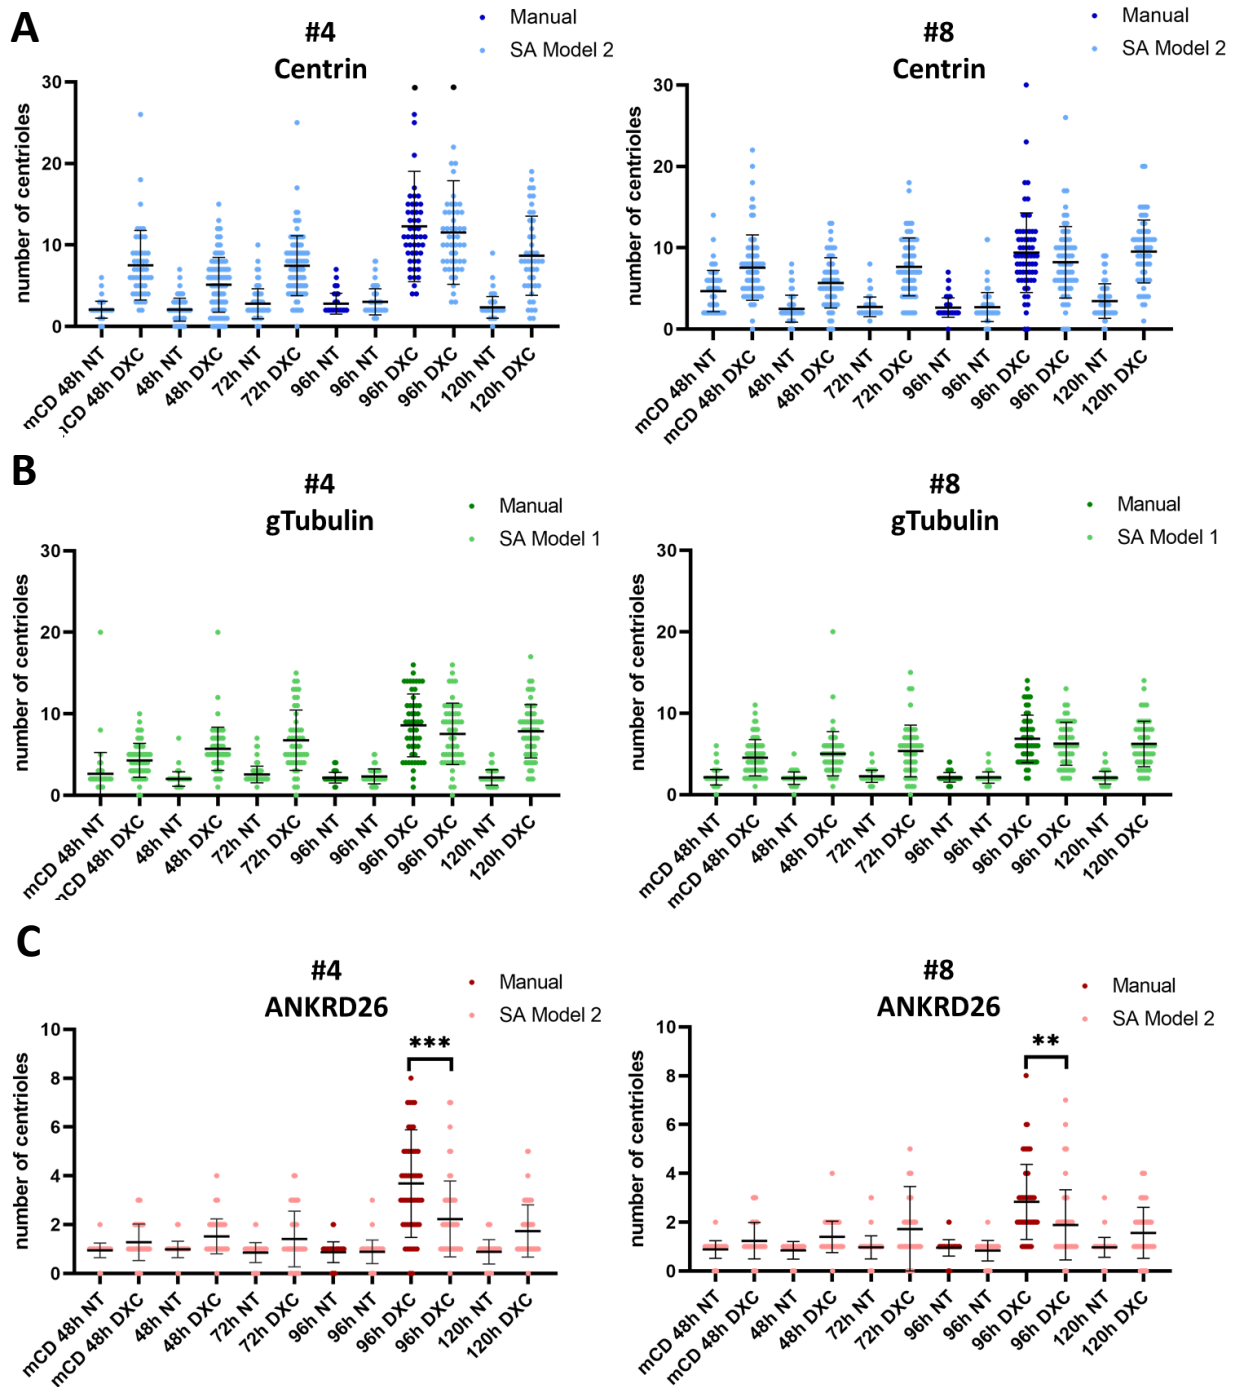 A
#4
Centrin
Manual
SA Model 2
number of centrioles
30
20
10
0
mCD 48h NT
mCD 48h DXC
48h NT
48h DXC
72h NT
72h DXC
96h NT
96h NT
96h DXC
96h DXC
120h NT
120h DXC
#8
Centrin
Manual
SA Model 2
number of centrioles
30
20
10
0
mCD 48h NT
mCD 48h DXC
48h NT
48h DXC
72h NT
72h DXC
96h NT
96h NT
96h DXC
96h DXC
120h NT
120h DXC
B
#4
gTubulin
Manual
SA Model 1
number of centrioles
30
20
10
0
mCD 48h NT
mCD 48h DXC
48h NT
48h DXC
72h NT
72h DXC
96h NT
96h NT
96h DXC
96h DXC
120h NT
120h DXC
#8
gTubulin
Manual
SA Model 1
number of centrioles
30
20
10
0
mCD 48h NT
mCD 48h DXC
48h NT
48h DXC
72h NT
72h DXC
96h NT
96h NT
96h DXC
96h DXC
120h NT
120h DXC
C
#4
ANKRD26
Manual
SA Model 2
number of centrioles
10
8
6
4
2
0
***
mCD 48h NT
mCD 48h DXC
48h NT
48h DXC
72h NT
72h DXC
96h NT
96h NT
96h DXC
96h DXC
120h NT
120h DXC
#8
ANKRD26
Manual
SA Model 2
number of centrioles
10
8
6
4
2
0
**
mCD 48h NT
mCD 48h DXC
48h NT
48h DXC
72h NT
72h DXC
96h NT
96h NT
96h DXC
96h DXC
120h NT
120h DXC